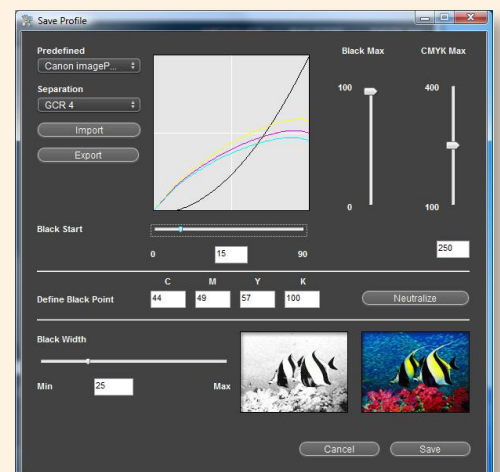 Save Profile
Predefined
Canon imageP...
Separation
GCR 4
Import
Export
Black Max
CMYK Max
100
400
0
100
Black Start
0
15
90
250
C M Y K
Define Black Point
44
49
57
100
Neutralize
Black Width
Min
25
Max
Cancel
Save